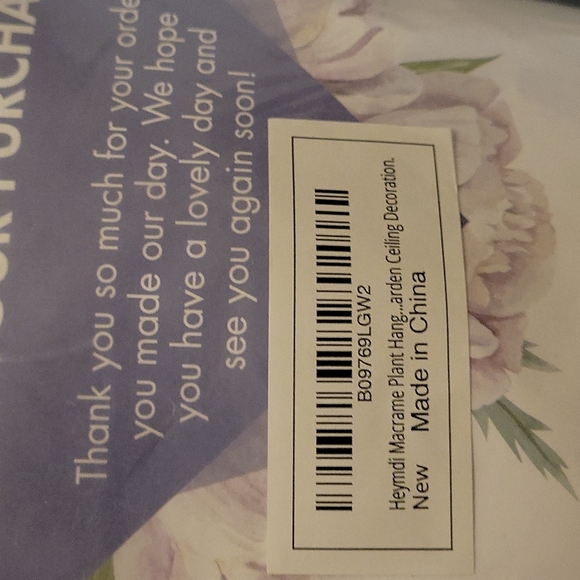 Thank you so much for your orde
you made our day. We hope
you have a lovely day and
see you again soon!
B09769LGW2
Heymdi Macrame Plant Hang...arden Ceiling Decoration.
New Made in China